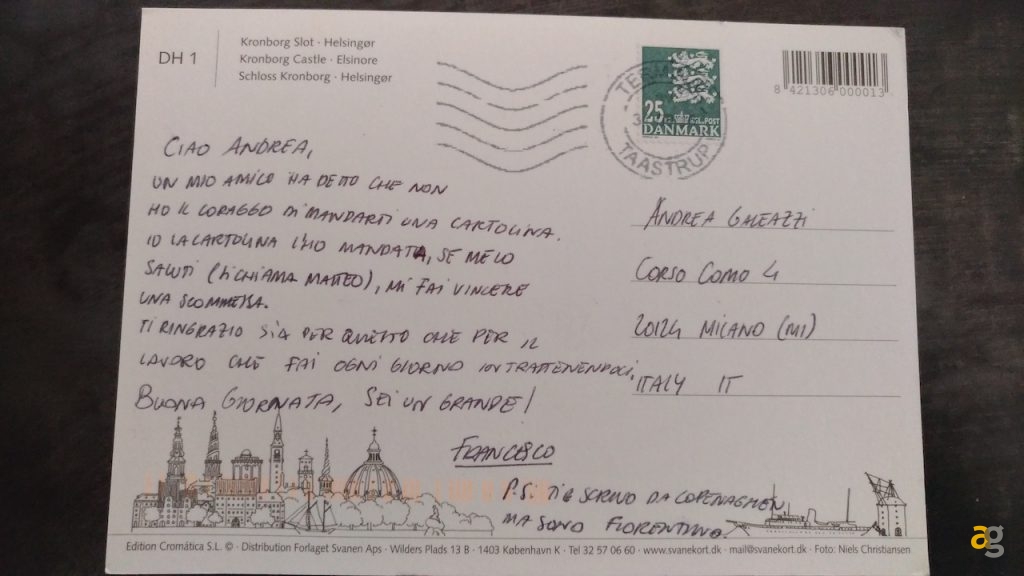 DH 1
Kronborg Slot · Helsingør
Kronborg Castle · Elsinore
Schloss Kronborg · Helsingør
25 POST
DANMARK
TAASTRUP
8 421306 000013
CIAO ANDREA,
UN MIO AMICO HA DETTO CHE NON
HO IL CORAGGO DI MANDARTI UNA CARTOLINA.
IO LA CARTOLINA L'HO MANDATA, SE ME LO
SALUTI (SI CHIAMA MATTEO), MI FAI VINCERE
UNA SCOMMESSA.
TI RINGRAZIO SIA PER QUESTO CHE PER IL
LAVORO CHE FAI OGNI GIORNO INTRATTENENDOCI.
BUONA GIORNATA, SEI UN GRANDE!
FRANCESCO
P.S. TI SCRIVO DA COPENAGHEN,
MA SONO FIORENTINO.
ANDREA GALEAZZI
CORSO COMO 4
20124 MILANO (MI)
ITALY IT
Edition Cromática S.L. © · Distribution Forlaget Svanen Aps · Wilders Plads 13 B · 1403 København K · Tel 32 57 06 60 · www.svanekort.dk · mail@svanekort.dk · Foto: Niels Christiansen
ag